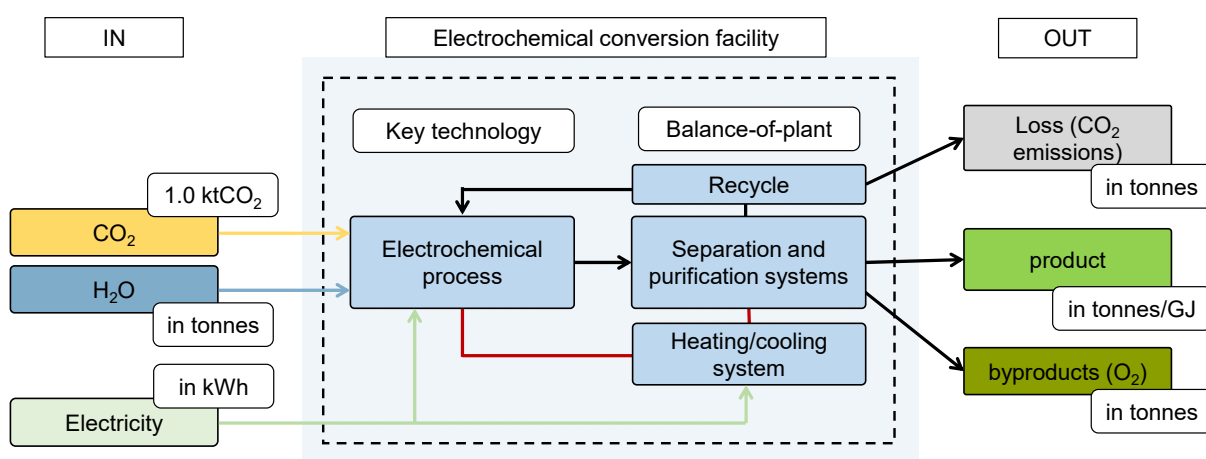 IN
Electrochemical conversion facility
OUT
Key technology
Balance-of-plant
Loss (CO₂
emissions)
in tonnes
Recycle
1.0 ktCO₂
CO₂
Electrochemical
process
Separation and
purification systems
product
in tonnes/GJ
H₂O
in tonnes
Heating/cooling
system
byproducts (O₂)
in tonnes
in kWh
Electricity